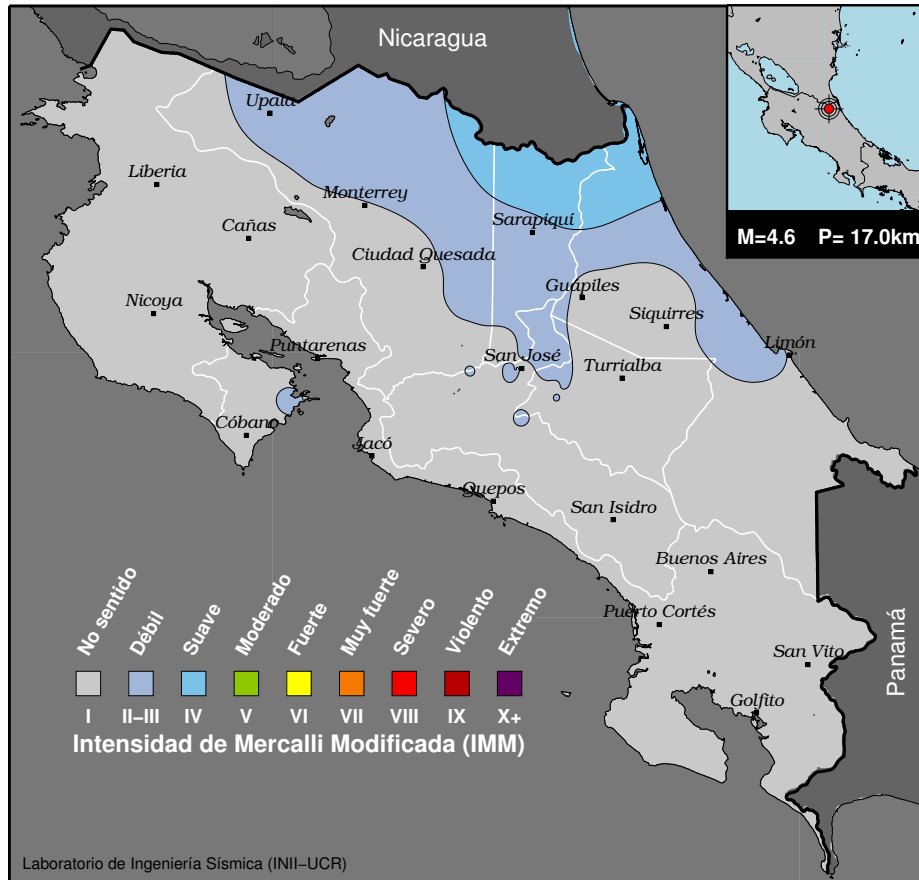 Nicaragua
Upala
Liberia
Monterrey
Cañas
Sarapiquí
Ciudad Quesada
Guápiles
Nicoya
Siquirres
Puntarenas
San José
Limón
Turrialba
Cóbano
Jacó
Quepos
San Isidro
Buenos Aires
Puerto Cortés
San Vito
Golfito
Panamá
M=4.6 P= 17.0km
No sentido
Débil
Suave
Moderado
Fuerte
Muy fuerte
Severo
Violento
Extremo
I II–III IV V VI VII VIII IX X+
Intensidad de Mercalli Modificada (IMM)
Laboratorio de Ingeniería Sísmica (INII–UCR)